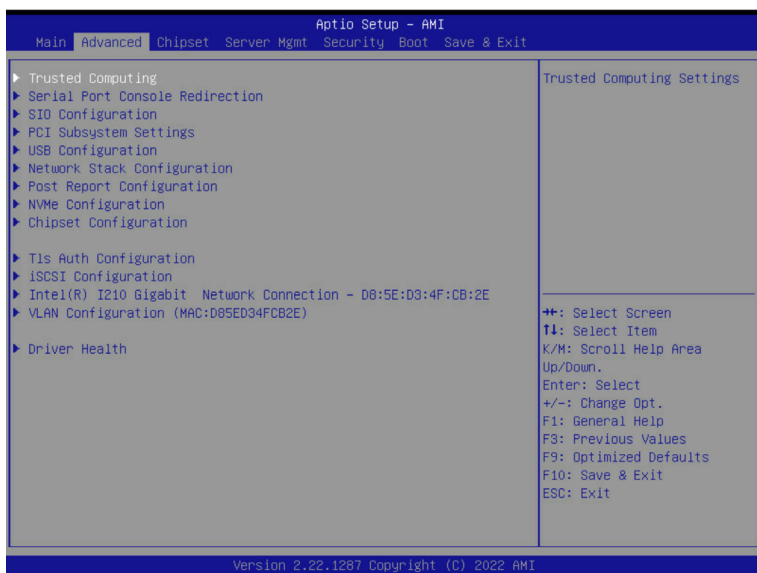 Aptio Setup – AMI
Main Advanced Chipset Server Mgmt Security Boot Save & Exit
Trusted Computing
Serial Port Console Redirection
SIO Configuration
PCI Subsystem Settings
USB Configuration
Network Stack Configuration
Post Report Configuration
NVMe Configuration
Chipset Configuration
Tls Auth Configuration
iSCSI Configuration
Intel(R) I210 Gigabit Network Connection – D8:5E:D3:4F:CB:2E
VLAN Configuration (MAC:D85ED34FCB2E)
Driver Health
Trusted Computing Settings
→←: Select Screen
↑↓: Select Item
K/M: Scroll Help Area
Up/Down.
Enter: Select
+/-: Change Opt.
F1: General Help
F3: Previous Values
F9: Optimized Defaults
F10: Save & Exit
ESC: Exit
Version 2.22.1287 Copyright (C) 2022 AMI